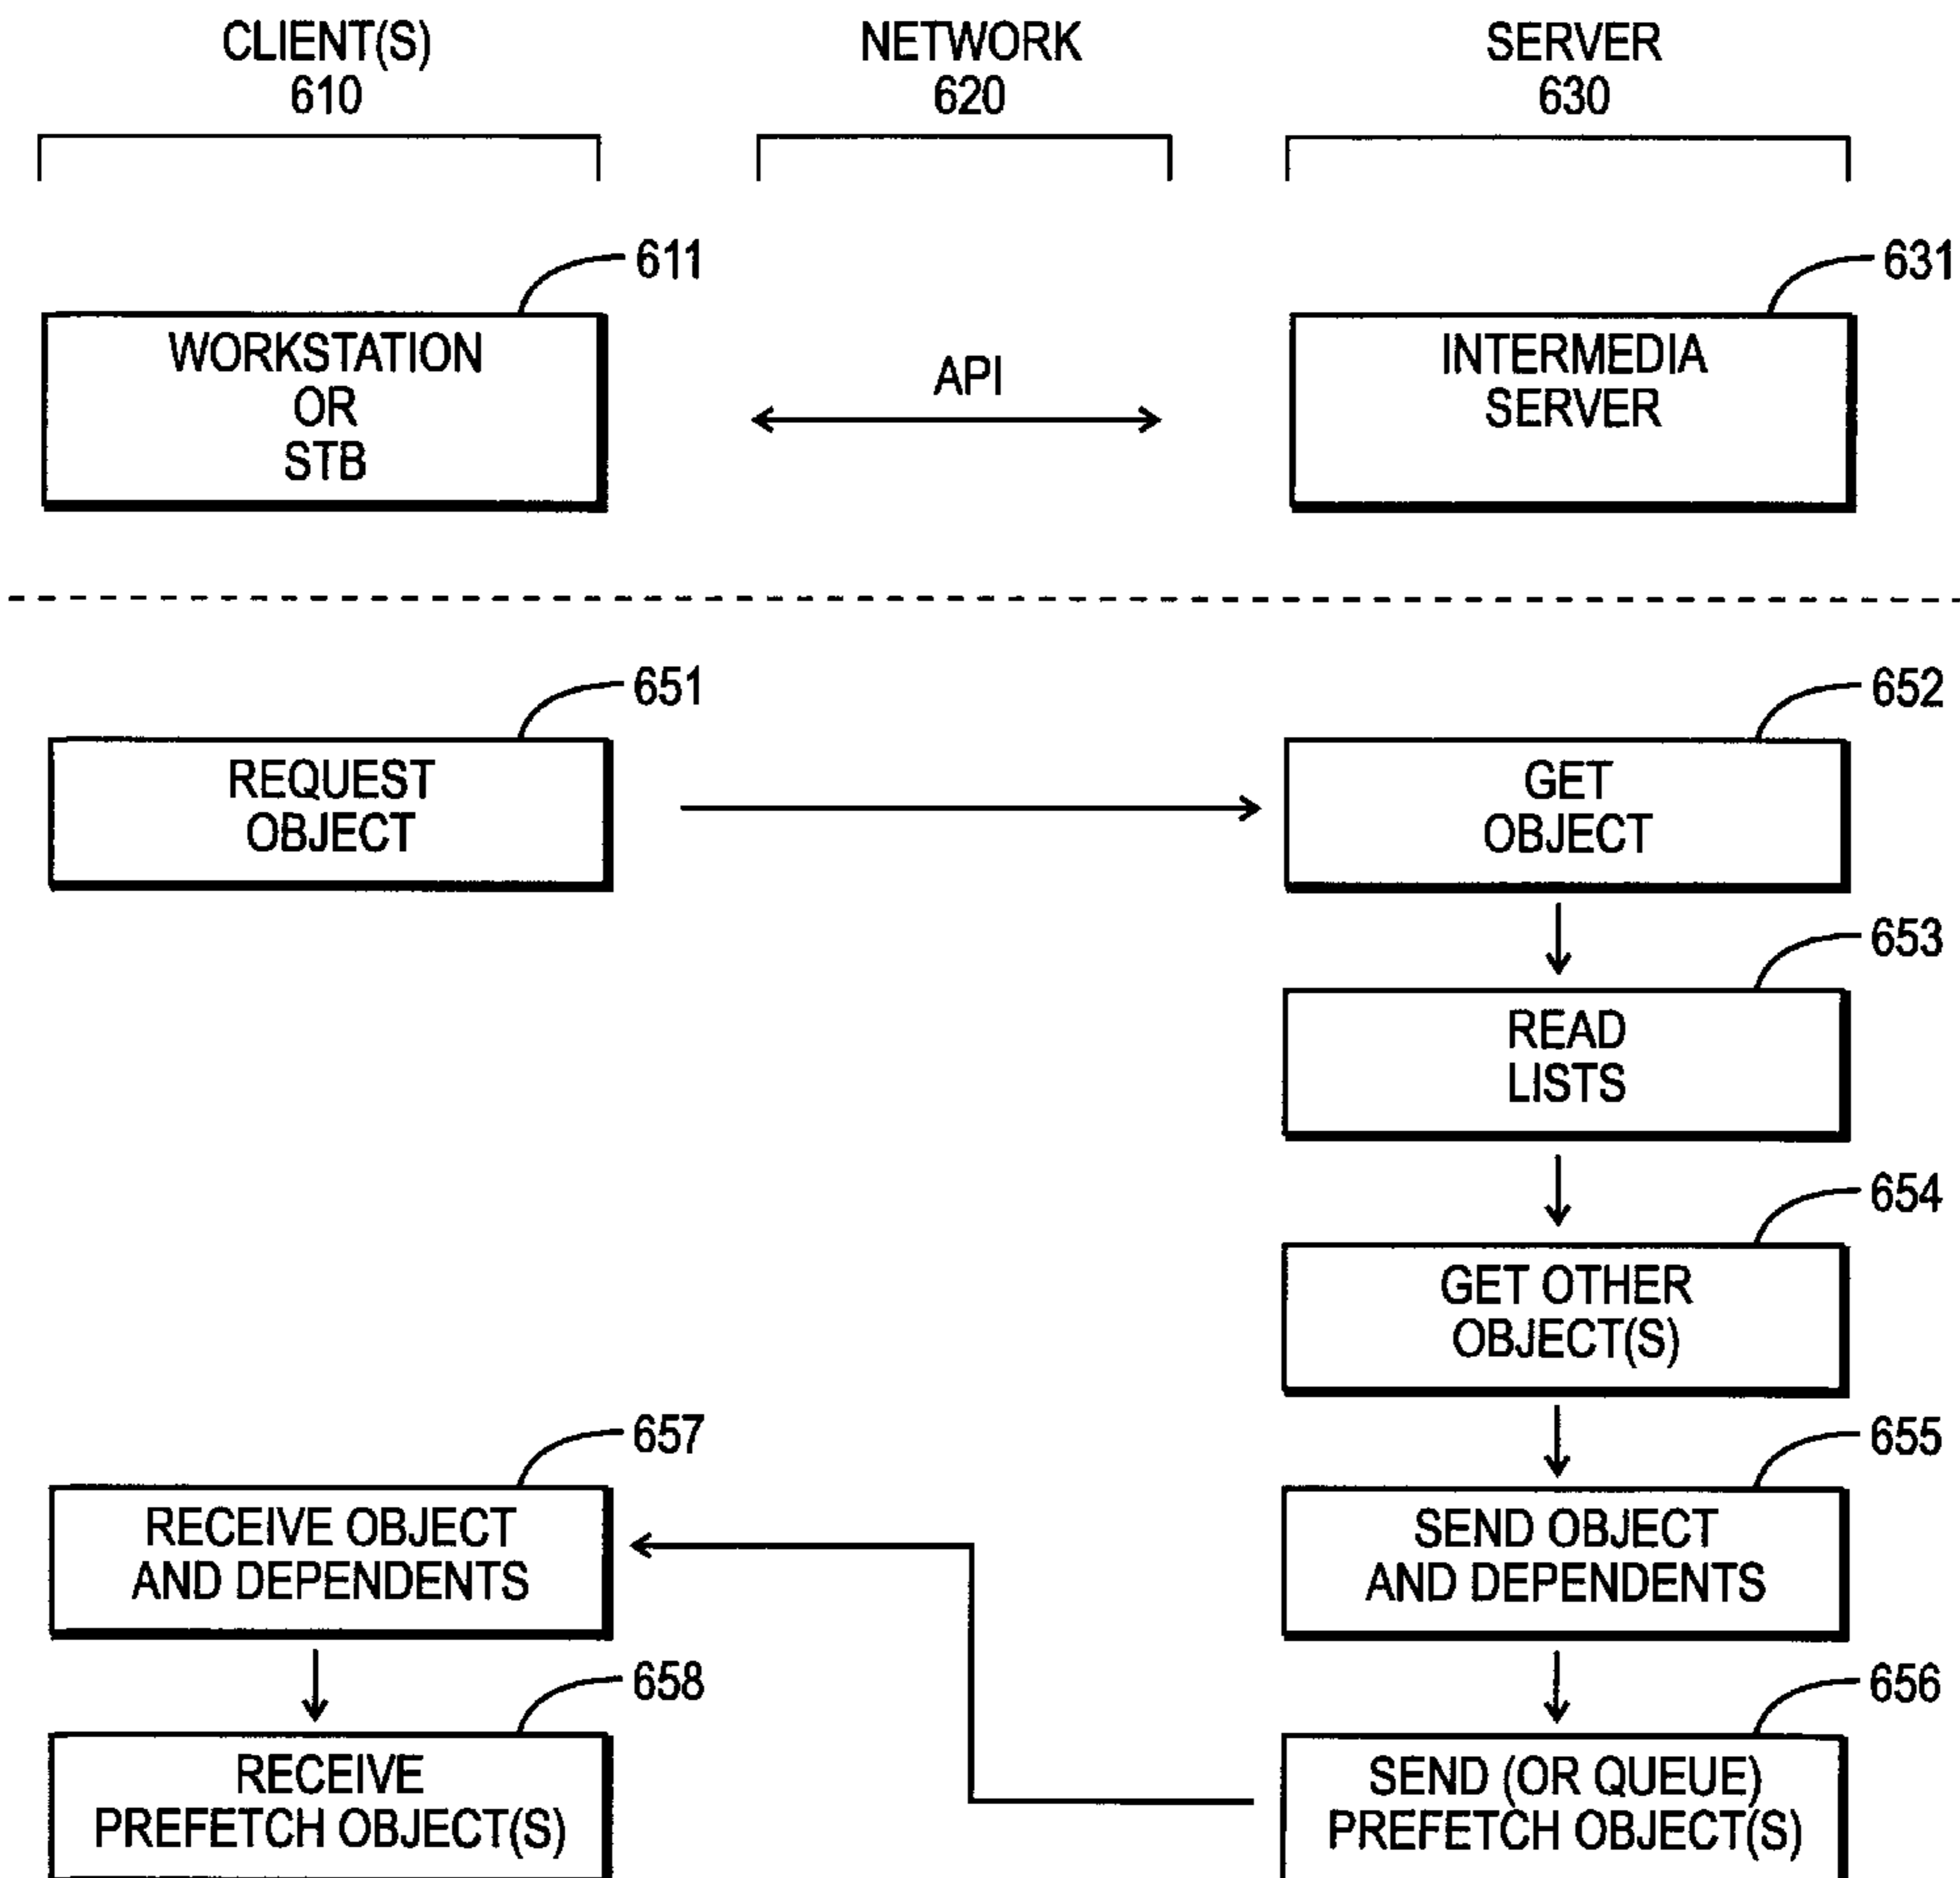 CLIENT(S)
610
NETWORK
620
SERVER
630
611
631
WORKSTATION
OR
STB
API
INTERMEDIA
SERVER
651
652
REQUEST
OBJECT
GET
OBJECT
653
READ
LISTS
654
GET OTHER
OBJECT(S)
657
655
RECEIVE OBJECT
AND DEPENDENTS
SEND OBJECT
AND DEPENDENTS
658
656
RECEIVE
PREFETCH OBJECT(S)
SEND (OR QUEUE)
PREFETCH OBJECT(S)